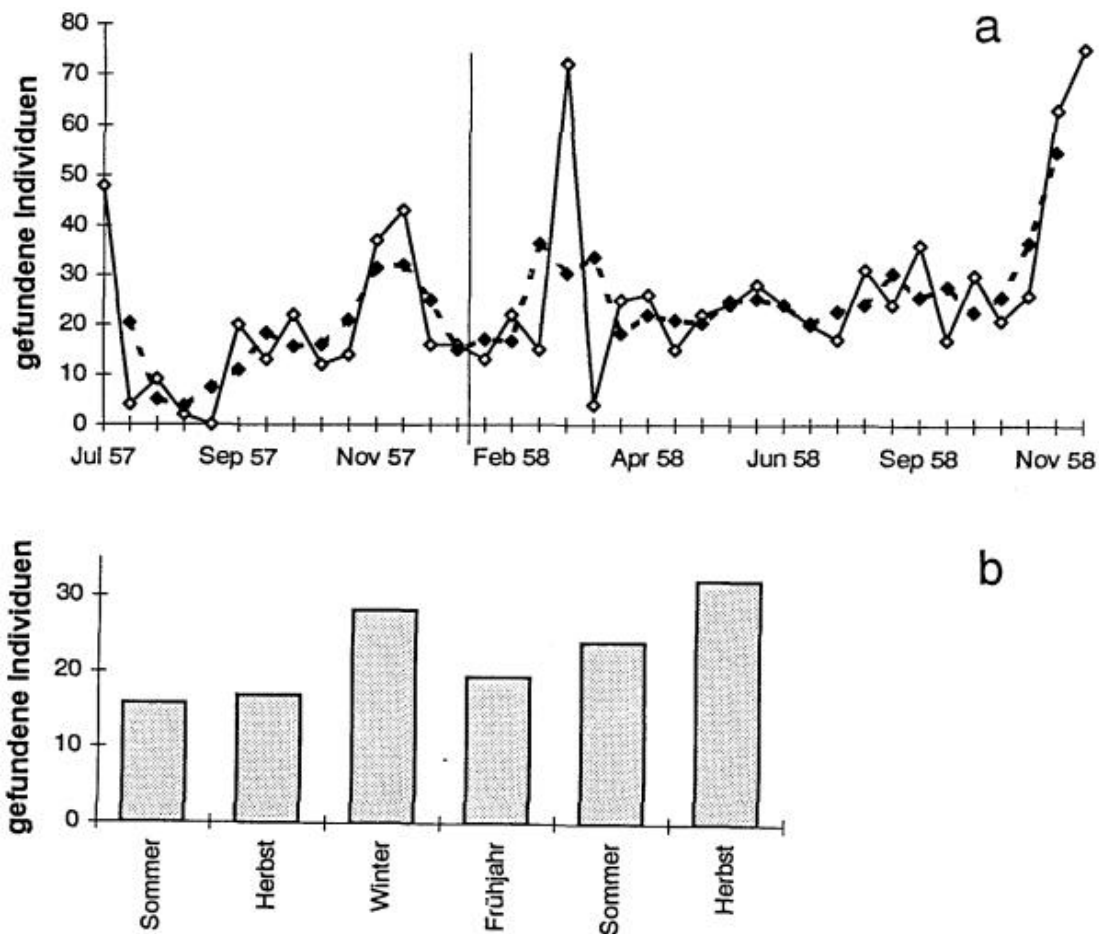 a
gefundene Individuen
80
70
60
50
40
30
20
10
0
Jul 57 Sep 57 Nov 57 Feb 58 Apr 58 Jun 58 Sep 58 Nov 58
b
gefundene Individuen
30
20
10
0
Sommer Herbst Winter Frühjahr Sommer Herbst